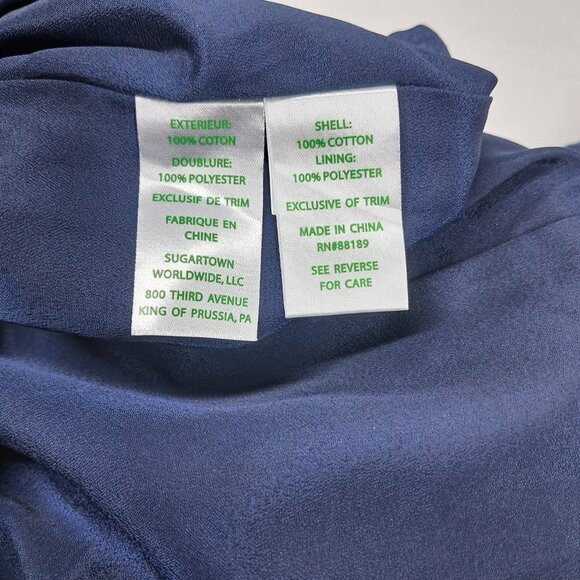 EXTERIEUR:
100% COTON
DOUBLURE:
100% POLYESTER
EXCLUSIF DE TRIM
FABRIQUE EN
CHINE
SUGARTOWN
WORLDWIDE, LLC
800 THIRD AVENUE
KING OF PRUSSIA, PA
SHELL:
100% COTTON
LINING:
100% POLYESTER
EXCLUSIVE OF TRIM
MADE IN CHINA
RN#88189
SEE REVERSE
FOR CARE